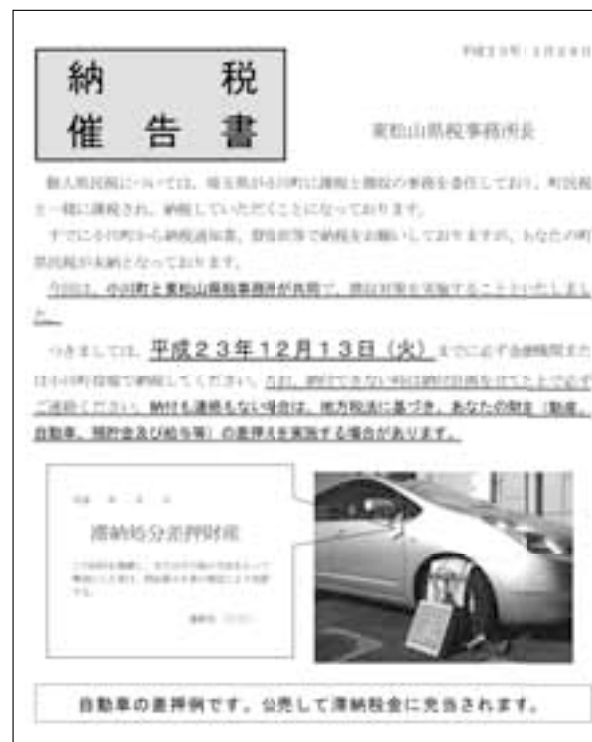 納税
催告書
東松山県税事務所長
個人県民税については、埼玉県が小川町に課税と徴収の事務を委任しており、町民税
と一緒に課税され、納税していただくことになっております。
すでに小川町から納税通知書、督促状等で納税をお願いしておりますが、あなたの町
県民税が未納となっております。
今回は、小川町と東松山県税事務所が共同で、徴収対策を実施することといたしまし
た。
つきましては、平成23年12月13日(火)までに必ず金融機関また
は小川町役場で納税してください。なお、納付できない時は納付計画を立てた上で必ず
ご連絡ください。納付も連絡もない場合は、地方税法に基づき、あなたの財産(動産、
自動車、預貯金及び給与等)の差押えを実施する場合があります。
滞納処分差押財産
自動車の差押例です。公売して滞納税金に充当されます。